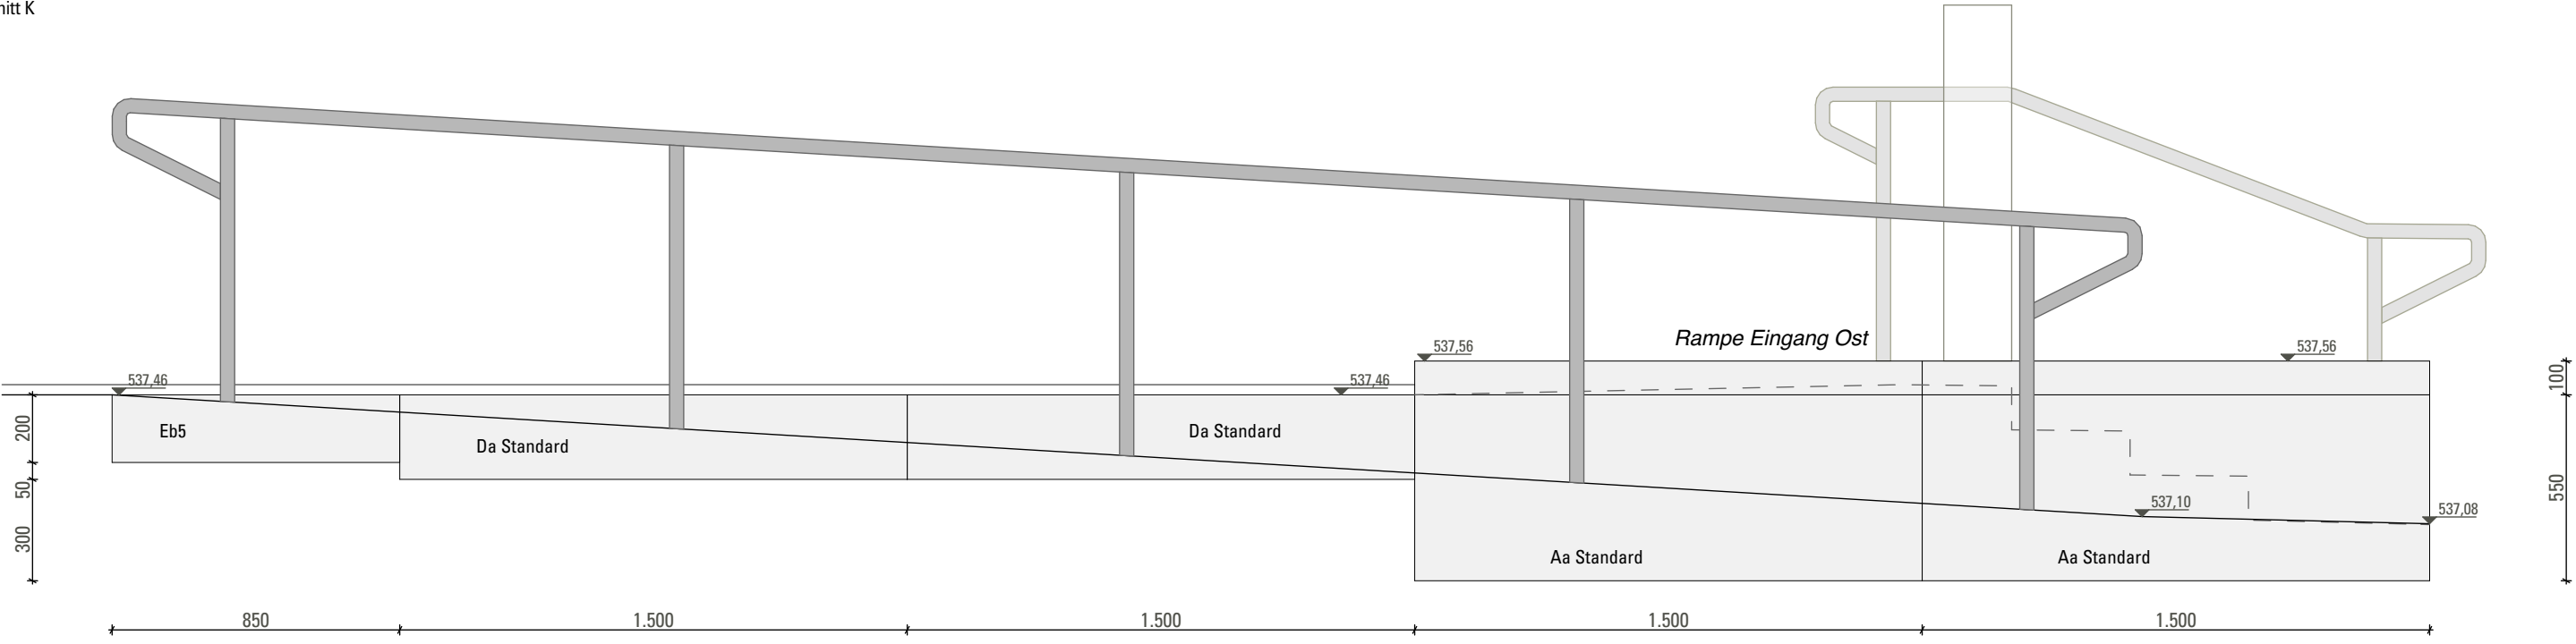 nitt K
Rampe Eingang Ost
537,56
537,56
537,46
537,46
100
200
Eb5
Da Standard
Da Standard
50
550
537,10
537,08
300
Aa Standard
Aa Standard
850
1.500
1.500
1.500
1.500